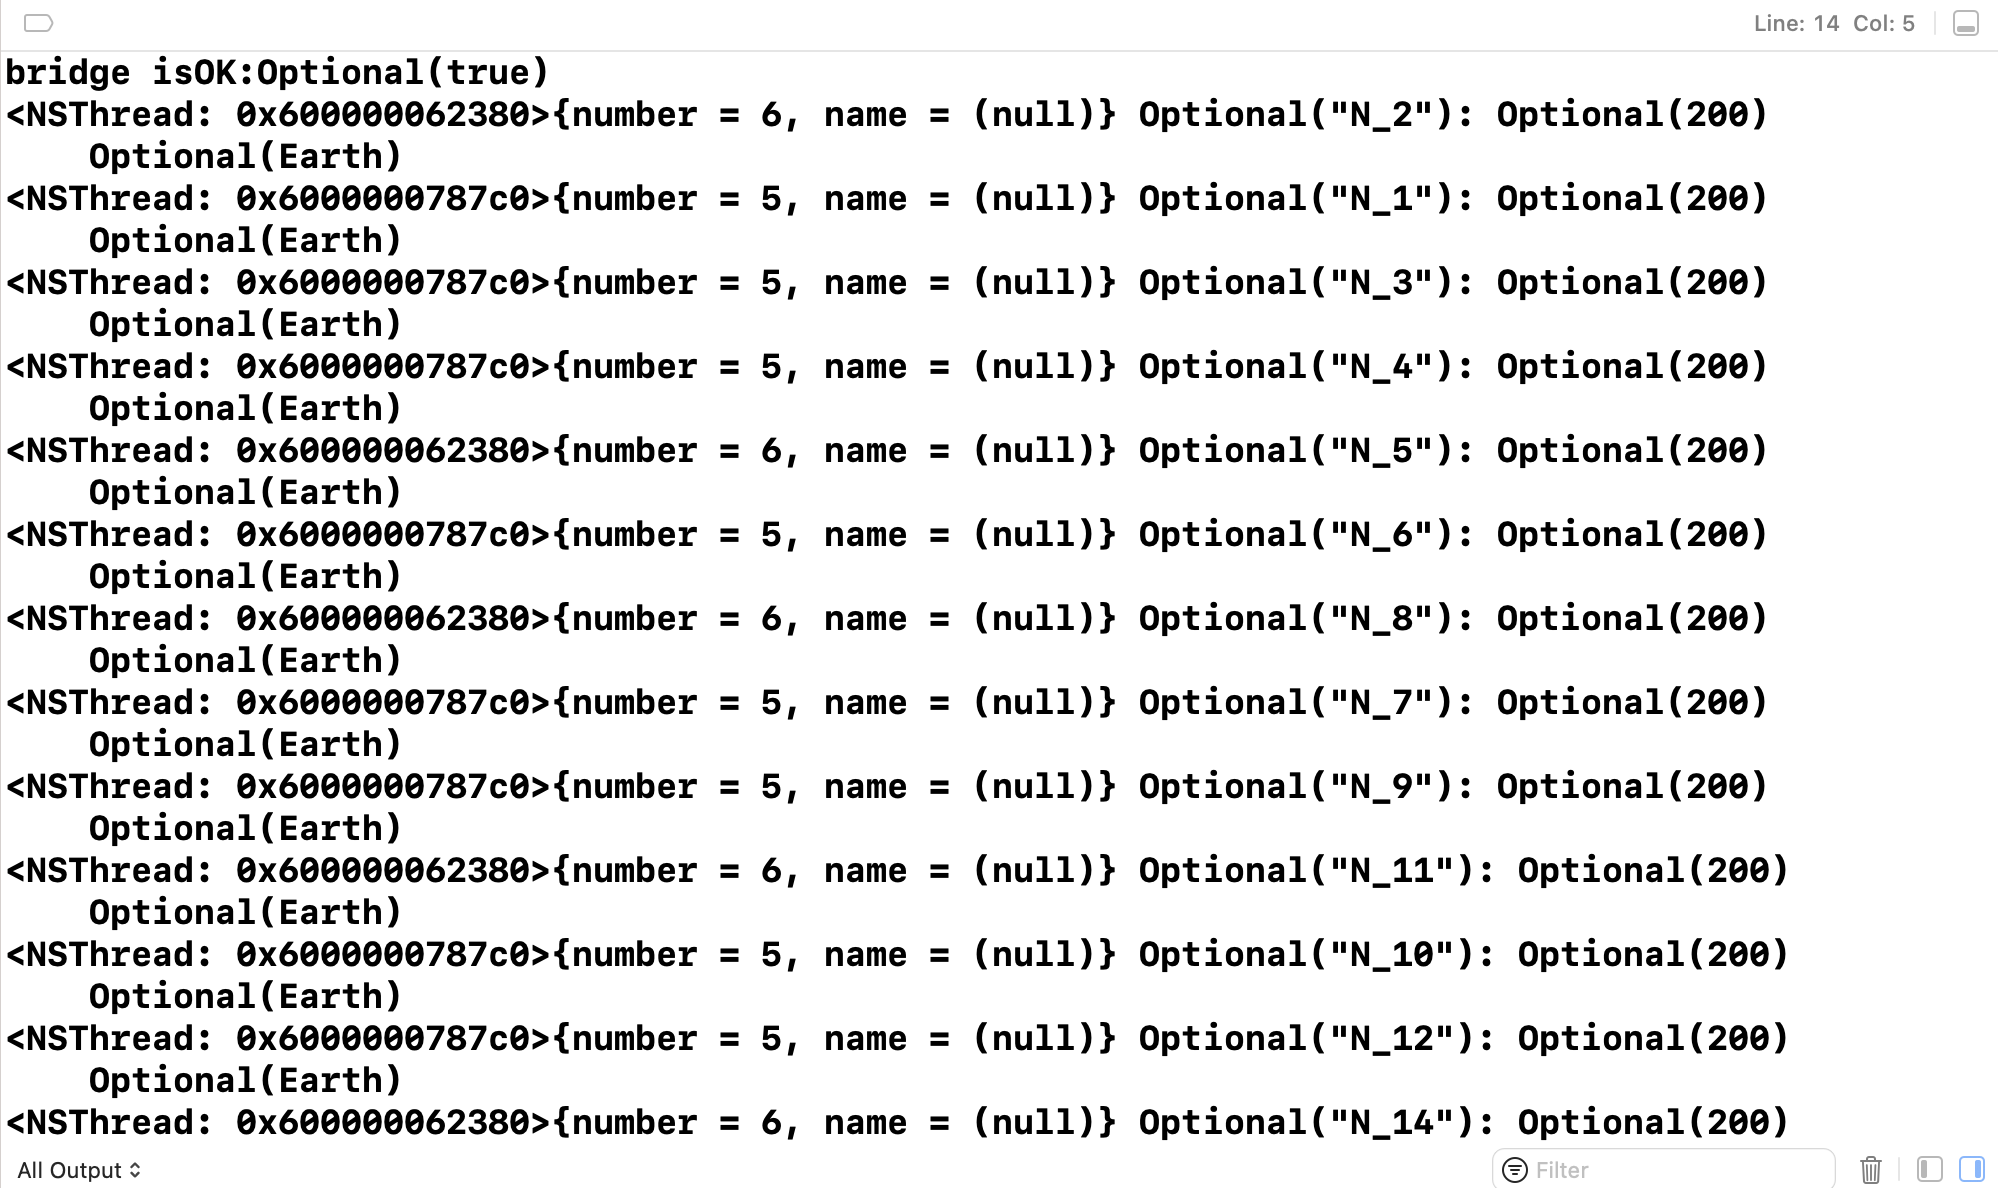 Line: 14 Col: 5
bridge isOK:Optional(true)
<NSThread: 0x600000062380>{number = 6, name = (null)} Optional("N_2"): Optional(200)
    Optional(Earth)
<NSThread: 0x6000000787c0>{number = 5, name = (null)} Optional("N_1"): Optional(200)
    Optional(Earth)
<NSThread: 0x6000000787c0>{number = 5, name = (null)} Optional("N_3"): Optional(200)
    Optional(Earth)
<NSThread: 0x6000000787c0>{number = 5, name = (null)} Optional("N_4"): Optional(200)
    Optional(Earth)
<NSThread: 0x600000062380>{number = 6, name = (null)} Optional("N_5"): Optional(200)
    Optional(Earth)
<NSThread: 0x6000000787c0>{number = 5, name = (null)} Optional("N_6"): Optional(200)
    Optional(Earth)
<NSThread: 0x600000062380>{number = 6, name = (null)} Optional("N_8"): Optional(200)
    Optional(Earth)
<NSThread: 0x6000000787c0>{number = 5, name = (null)} Optional("N_7"): Optional(200)
    Optional(Earth)
<NSThread: 0x6000000787c0>{number = 5, name = (null)} Optional("N_9"): Optional(200)
    Optional(Earth)
<NSThread: 0x600000062380>{number = 6, name = (null)} Optional("N_11"): Optional(200)
    Optional(Earth)
<NSThread: 0x6000000787c0>{number = 5, name = (null)} Optional("N_10"): Optional(200)
    Optional(Earth)
<NSThread: 0x6000000787c0>{number = 5, name = (null)} Optional("N_12"): Optional(200)
    Optional(Earth)
<NSThread: 0x600000062380>{number = 6, name = (null)} Optional("N_14"): Optional(200)
All Output
Filter